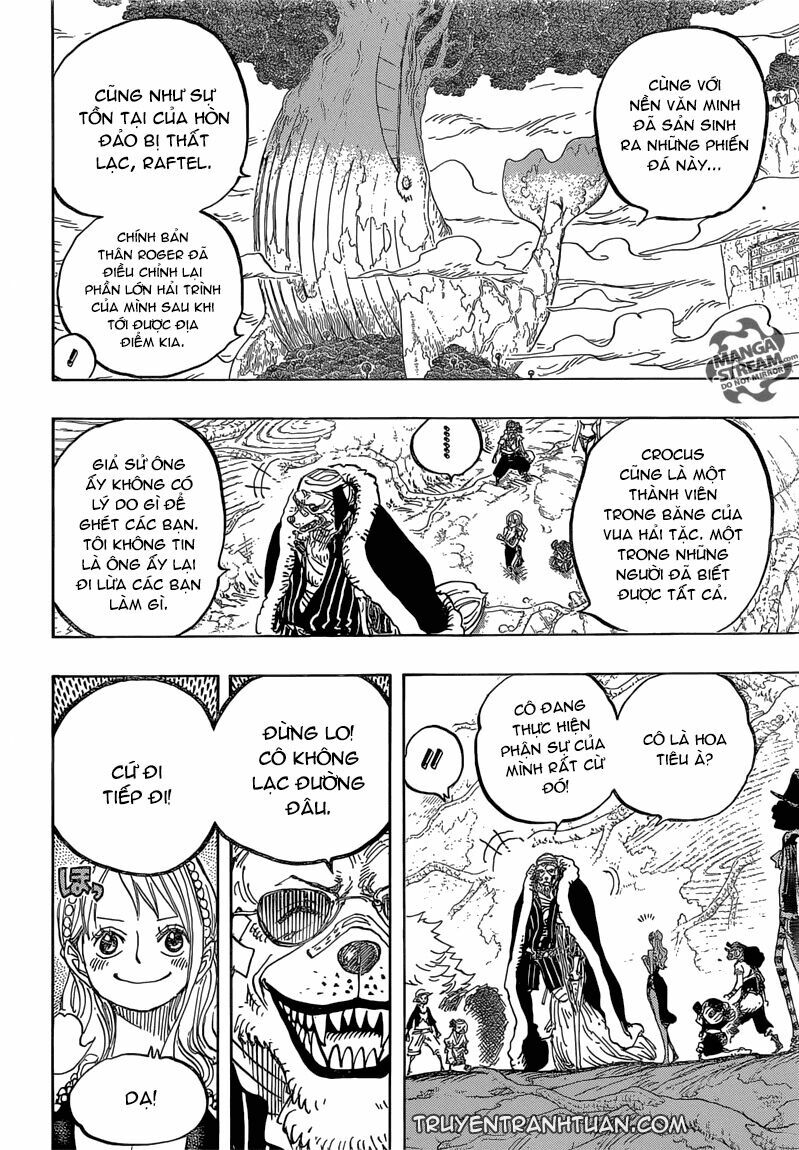 CÙNG VỚI
NỀN VĂN MINH
ĐÃ SẢN SINH
RA NHỮNG PHIẾN
ĐÁ NÀY...
CŨNG NHƯ SỰ
TỒN TẠI CỦA HÒN
ĐẢO BỊ THẤT
LẠC, RAFTEL.
CHÍNH BẢN
THÂN ROGER ĐÃ
ĐIỀU CHỈNH LẠI
PHẦN LỚN HẢI TRÌNH
CỦA MÌNH SAU KHI
TỚI ĐƯỢC ĐỊA
ĐIỂM KIA.
!!
MANGA
STREAM.COM
DO NOT MIRROR
CROCUS
CŨNG LÀ MỘT
THÀNH VIÊN
TRONG BĂNG CỦA
VUA HẢI TẶC. MỘT
TRONG NHỮNG
NGƯỜI ĐÃ BIẾT
ĐƯỢC TẤT CẢ.
GIẢ SỬ ÔNG
ẤY KHÔNG CÓ
LÝ DO GÌ ĐỂ
GHÉT CÁC BẠN.
TÔI KHÔNG TIN
LÀ ÔNG ẤY LẠI
ĐI LỪA CÁC BẠN
LÀM GÌ.
CÔ LÀ HOA
TIÊU À?
CÔ ĐANG
THỰC HIỆN
PHẬN SỰ CỦA
MÌNH RẤT CỪ
ĐÓ!
!!
ĐỪNG LO!
CÔ KHÔNG
LẠC ĐƯỜNG
ĐÂU.
CỨ ĐI
TIẾP ĐI!
ほっ
DẠ!
TRUYENTRANHTUAN.COM